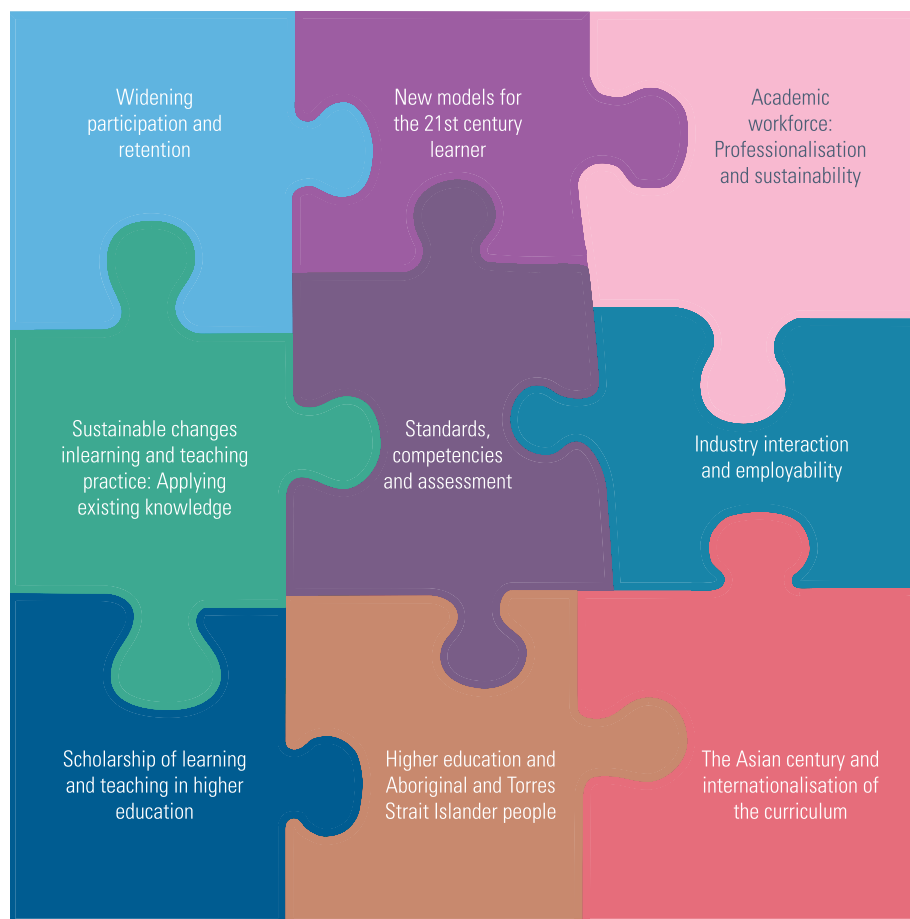 Widening
participation and
retention
New models for
the 21st century
learner
Academic
workforce:
Professionalisation
and sustainability
Sustainable changes
inlearning and teaching
practice: Applying
existing knowledge
Standards,
competencies
and assessment
Industry interaction
and employability
Scholarship of learning
and teaching in higher
education
Higher education and
Aboriginal and Torres
Strait Islander people
The Asian century and
internationalisation of
the curriculum